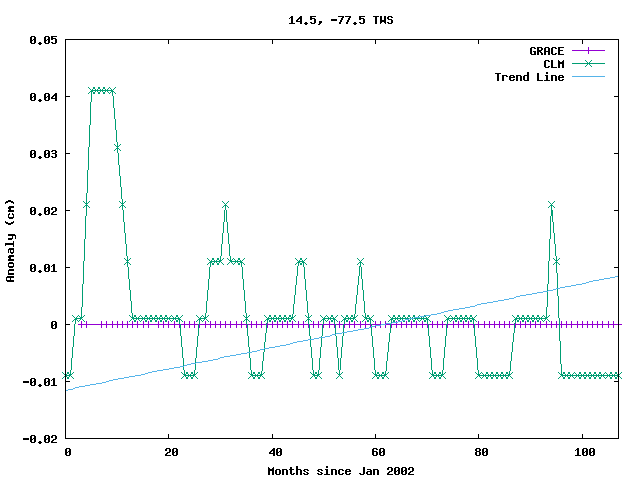 14.5, -77.5 TWS
GRACE
CLM
Trend Line
Anomaly (cm)
0.05
0.04
0.03
0.02
0.01
0
-0.01
-0.02
0 20 40 60 80 100
Months since Jan 2002